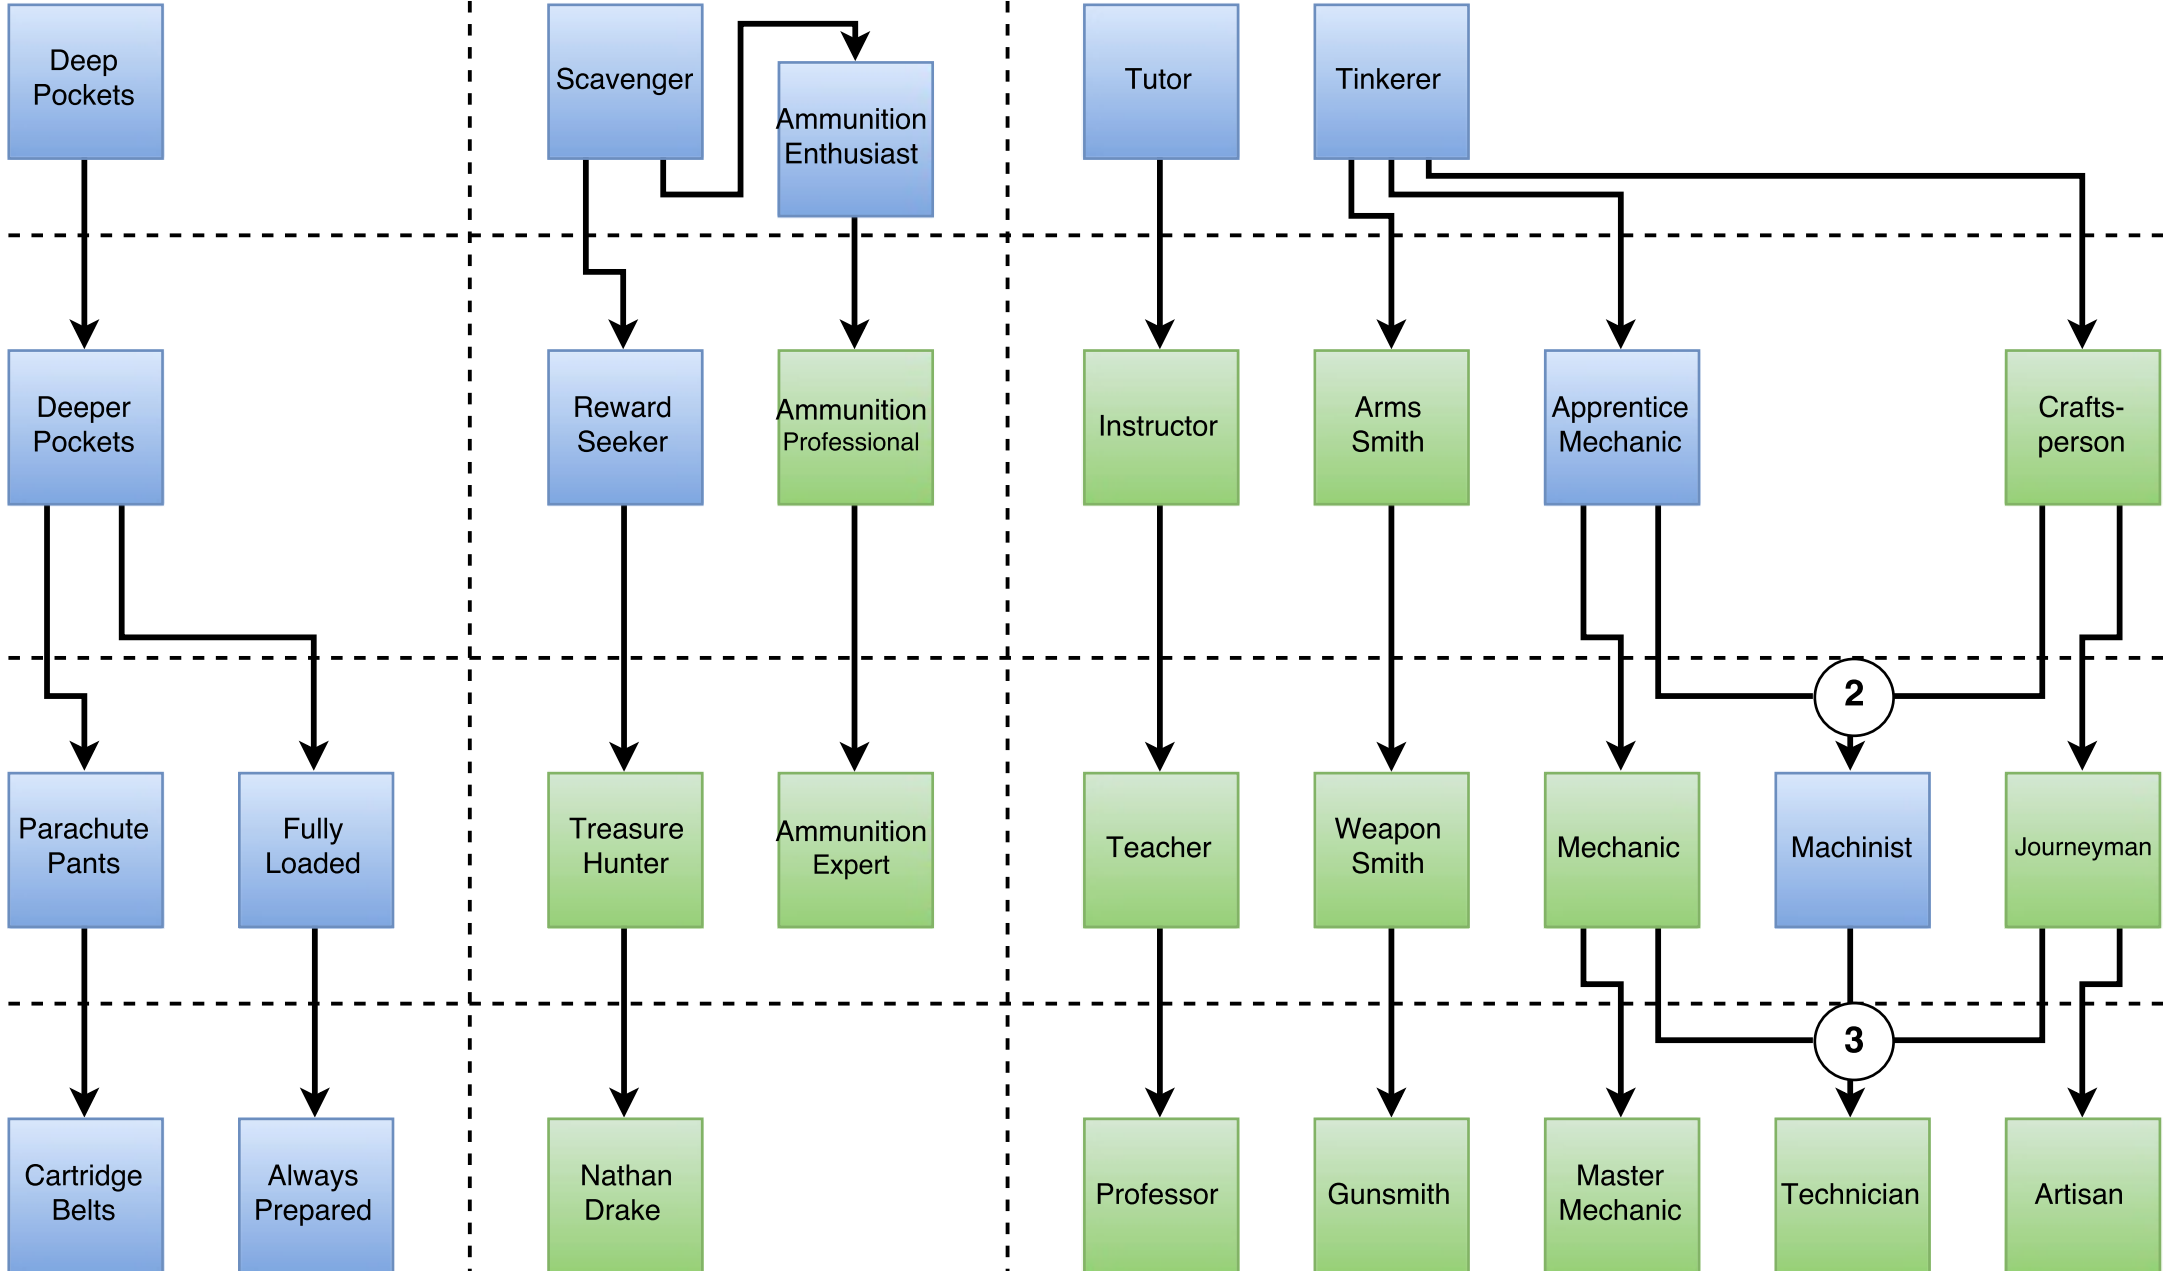 Deep
Pockets
Scavenger
Ammunition
Enthusiast
Tutor
Tinkerer
Deeper
Pockets
Reward
Seeker
Ammunition
Professional
Instructor
Arms
Smith
Apprentice
Mechanic
Crafts-
person
2
Parachute
Pants
Fully
Loaded
Treasure
Hunter
Ammunition
Expert
Teacher
Weapon
Smith
Mechanic
Machinist
Journeyman
3
Cartridge
Belts
Always
Prepared
Nathan
Drake
Professor
Gunsmith
Master
Mechanic
Technician
Artisan